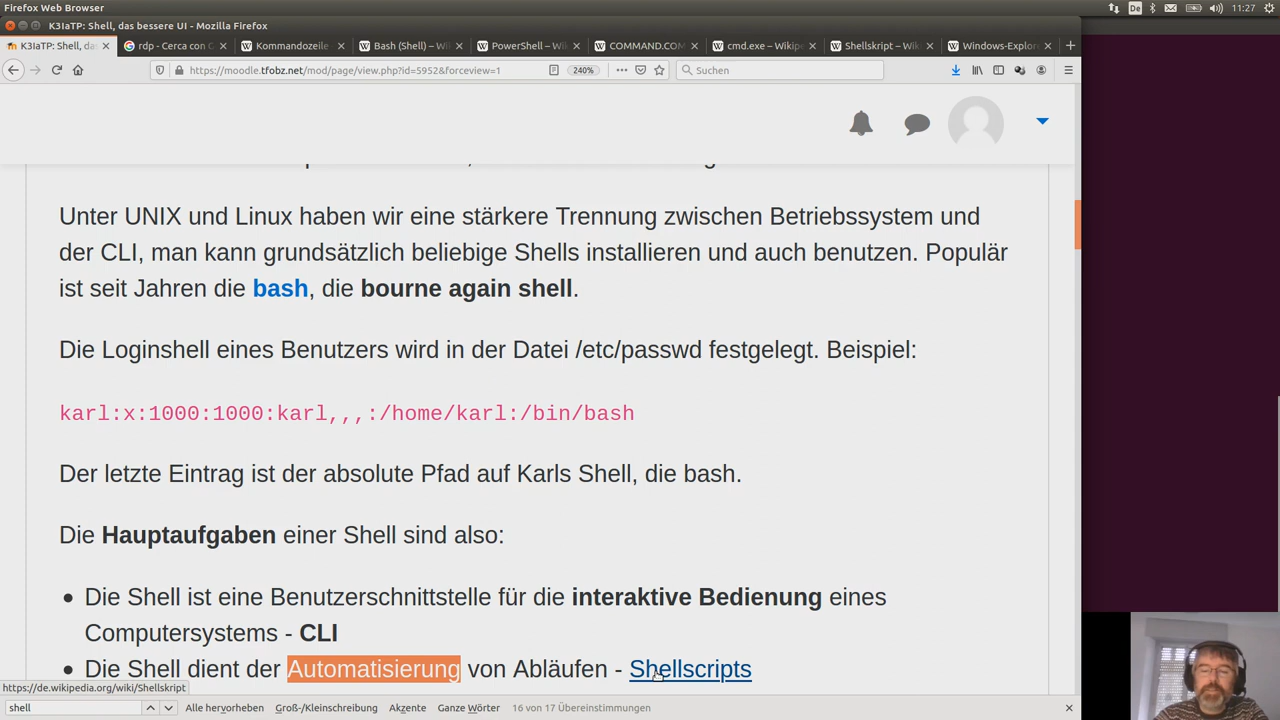 Firefox Web Browser
De
11:27
K3IaTP: Shell, das bessere UI - Mozilla Firefox
K3IaTP: Shell, das
rdp - Cerca con G
Kommandozeile
Bash (Shell) – Wi
PowerShell – Wik
COMMAND.COM
cmd.exe – Wikipe
Shellskript – Wiki
Windows-Explor
https://moodle.tfobz.net/mod/page/view.php?id=5952&forceview=1
240%
Suchen
Unter UNIX und Linux haben wir eine stärkere Trennung zwischen Betriebssystem und
der CLI, man kann grundsätzlich beliebige Shells installieren und auch benutzen. Populär
ist seit Jahren die bash, die bourne again shell.
Die Loginshell eines Benutzers wird in der Datei /etc/passwd festgelegt. Beispiel:
karl:x:1000:1000:karl,,,:/home/karl:/bin/bash
Der letzte Eintrag ist der absolute Pfad auf Karls Shell, die bash.
Die Hauptaufgaben einer Shell sind also:
Die Shell ist eine Benutzerschnittstelle für die interaktive Bedienung eines
Computersystems - CLI
Die Shell dient der Automatisierung von Abläufen - Shellscripts
https://de.wikipedia.org/wiki/Shellskript
shell
Alle hervorheben
Groß-/Kleinschreibung
Akzente
Ganze Wörter
16 von 17 Übereinstimmungen